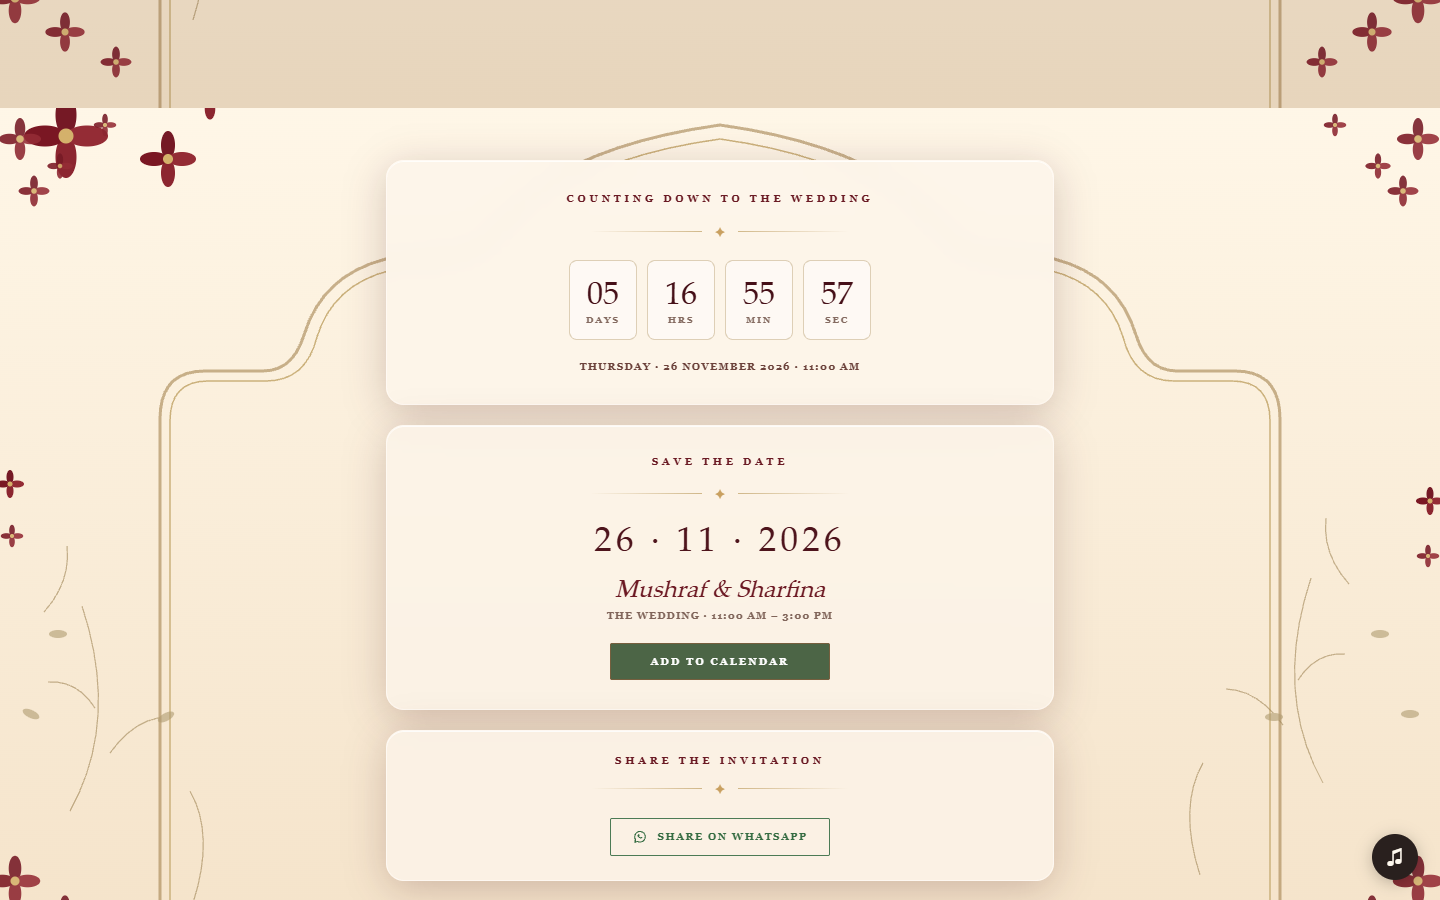 COUNTING DOWN TO THE WEDDING
05 16 55 57
DAYS HRS MIN SEC
THURSDAY · 26 NOVEMBER 2026 · 11:00 AM
SAVE THE DATE
26 · 11 · 2026
Mushraf & Sharfina
THE WEDDING · 11:00 AM – 3:00 PM
ADD TO CALENDAR
SHARE THE INVITATION
SHARE ON WHATSAPP